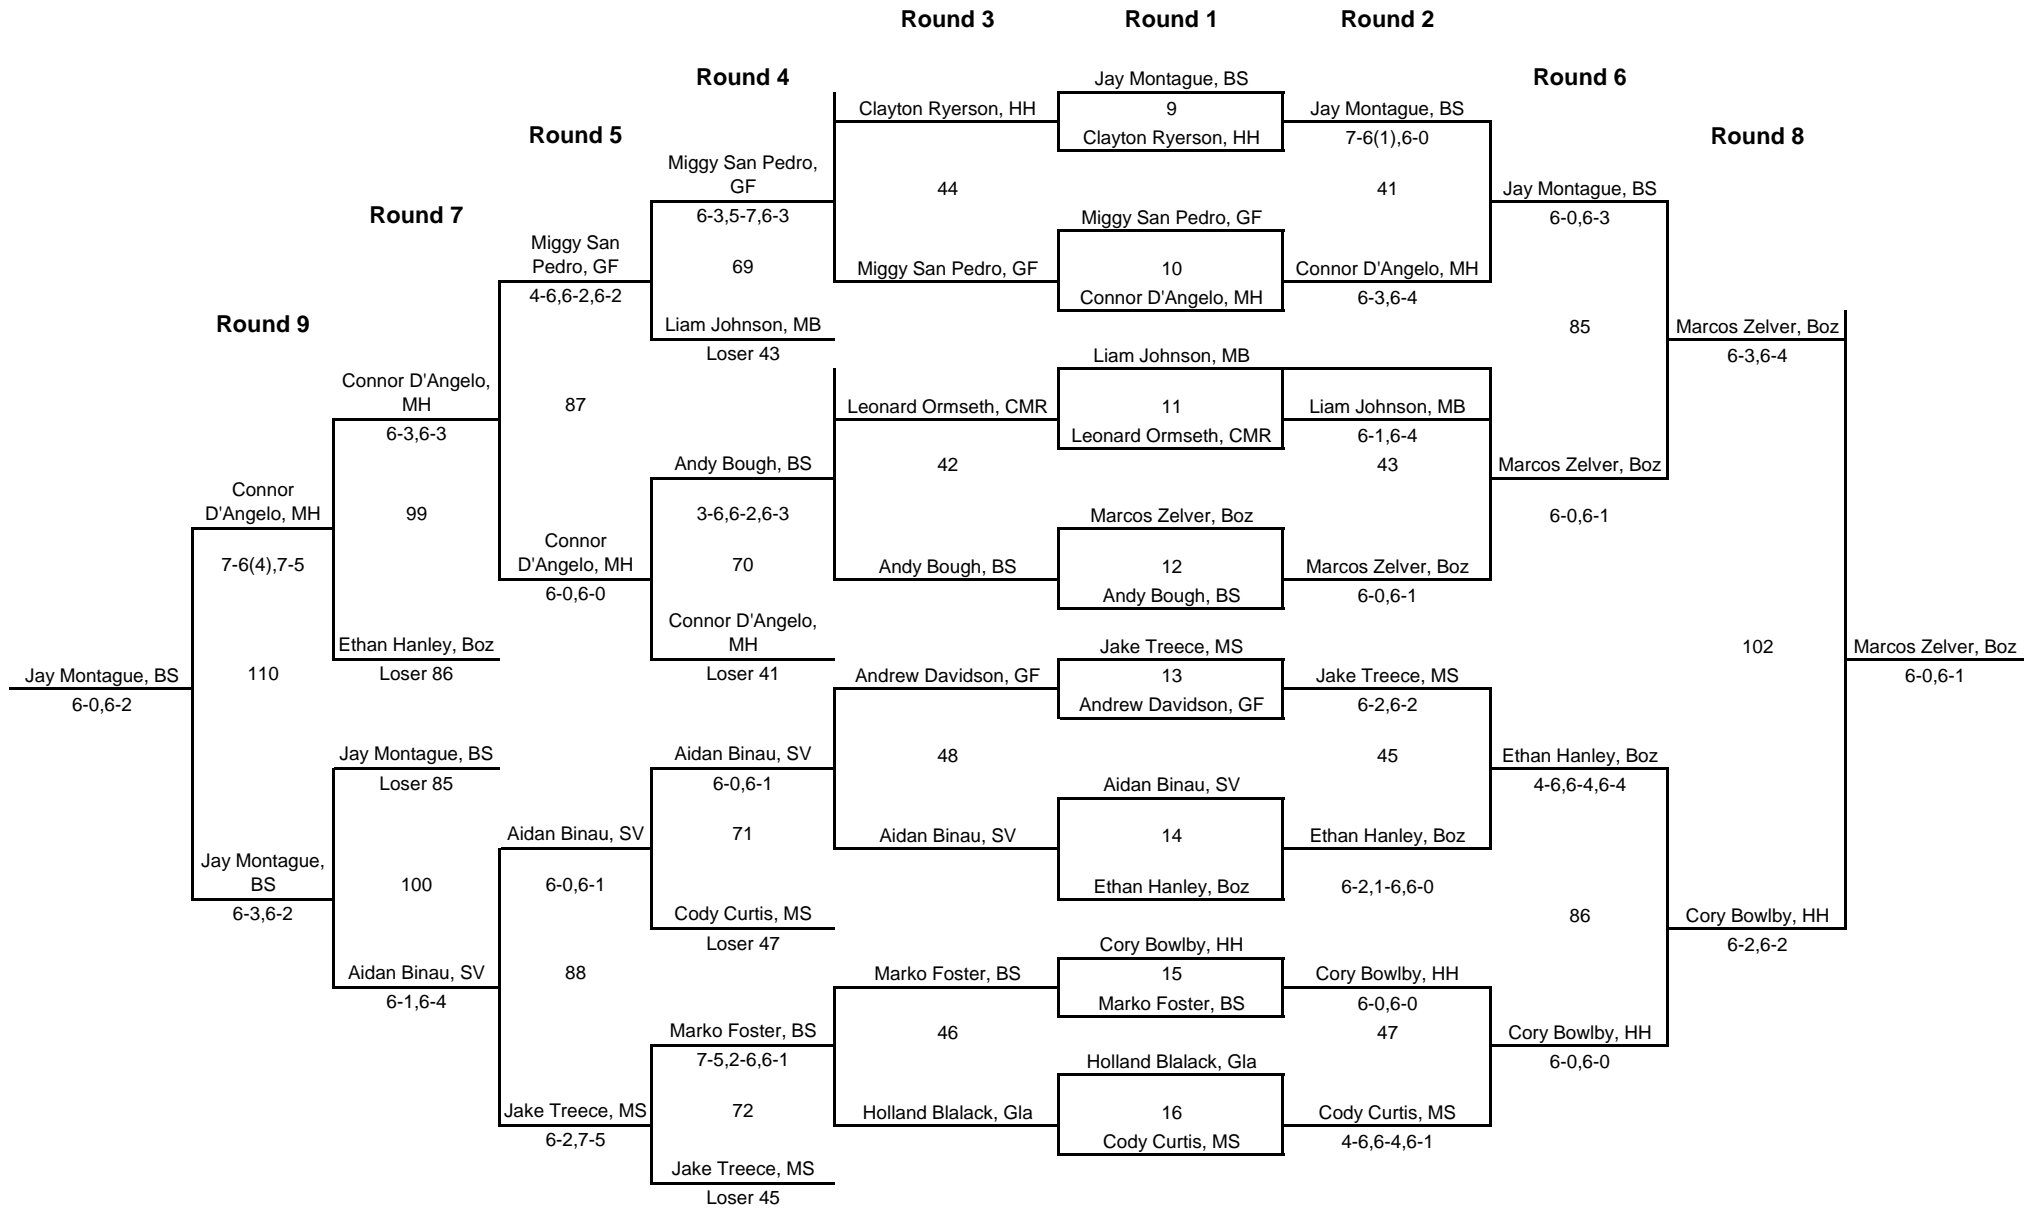 Round 3
Round 1
Round 2
Round 4
Round 6
Round 5
Round 8
Round 7
Round 9
Jay Montague, BS
9
Clayton Ryerson, HH
Miggy San Pedro, GF
10
Connor D'Angelo, MH
Liam Johnson, MB
11
Leonard Ormseth, CMR
Marcos Zelver, Boz
12
Andy Bough, BS
Jake Treece, MS
13
Andrew Davidson, GF
Aidan Binau, SV
14
Ethan Hanley, Boz
Cory Bowlby, HH
15
Marko Foster, BS
Holland Blalack, Gla
16
Cody Curtis, MS
Jay Montague, BS
7-6(1),6-0
41
Connor D'Angelo, MH
6-3,6-4
Liam Johnson, MB
6-1,6-4
43
Marcos Zelver, Boz
6-0,6-1
Jake Treece, MS
6-2,6-2
45
Ethan Hanley, Boz
6-2,1-6,6-0
Cory Bowlby, HH
6-0,6-0
47
Cody Curtis, MS
4-6,6-4,6-1
Clayton Ryerson, HH
44
Miggy San Pedro, GF
Leonard Ormseth, CMR
42
Andy Bough, BS
Andrew Davidson, GF
48
Aidan Binau, SV
Marko Foster, BS
46
Holland Blalack, Gla
Miggy San Pedro,
GF
6-3,5-7,6-3
69
Liam Johnson, MB
Loser 43
Andy Bough, BS
3-6,6-2,6-3
70
Connor D'Angelo,
MH
Loser 41
Aidan Binau, SV
6-0,6-1
71
Cody Curtis, MS
Loser 47
Marko Foster, BS
7-5,2-6,6-1
72
Jake Treece, MS
Loser 45
Miggy San
Pedro, GF
4-6,6-2,6-2
87
Connor
D'Angelo, MH
6-0,6-0
Aidan Binau, SV
6-0,6-1
88
Jake Treece, MS
6-2,7-5
Jay Montague, BS
6-0,6-3
85
Marcos Zelver, Boz
6-0,6-1
Ethan Hanley, Boz
4-6,6-4,6-4
86
Cory Bowlby, HH
6-0,6-0
Connor D'Angelo,
MH
6-3,6-3
99
Ethan Hanley, Boz
Loser 86
Jay Montague, BS
Loser 85
100
Aidan Binau, SV
6-1,6-4
Marcos Zelver, Boz
6-3,6-4
102
Cory Bowlby, HH
6-2,6-2
Marcos Zelver, Boz
6-0,6-1
Connor
D'Angelo, MH
7-6(4),7-5
110
Jay Montague,
BS
6-3,6-2
Jay Montague, BS
6-0,6-2